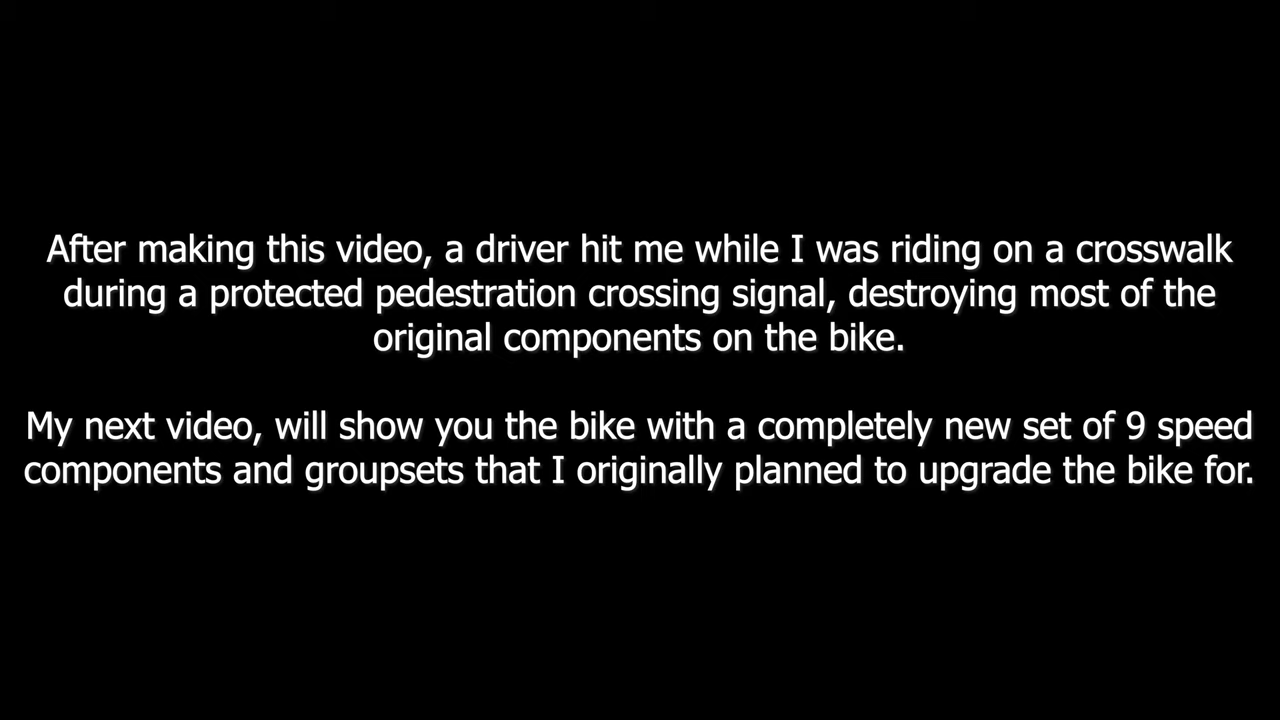 After making this video, a driver hit me while I was riding on a crosswalk
during a protected pedestration crossing signal, destroying most of the
original components on the bike.
My next video, will show you the bike with a completely new set of 9 speed
components and groupsets that I originally planned to upgrade the bike for.